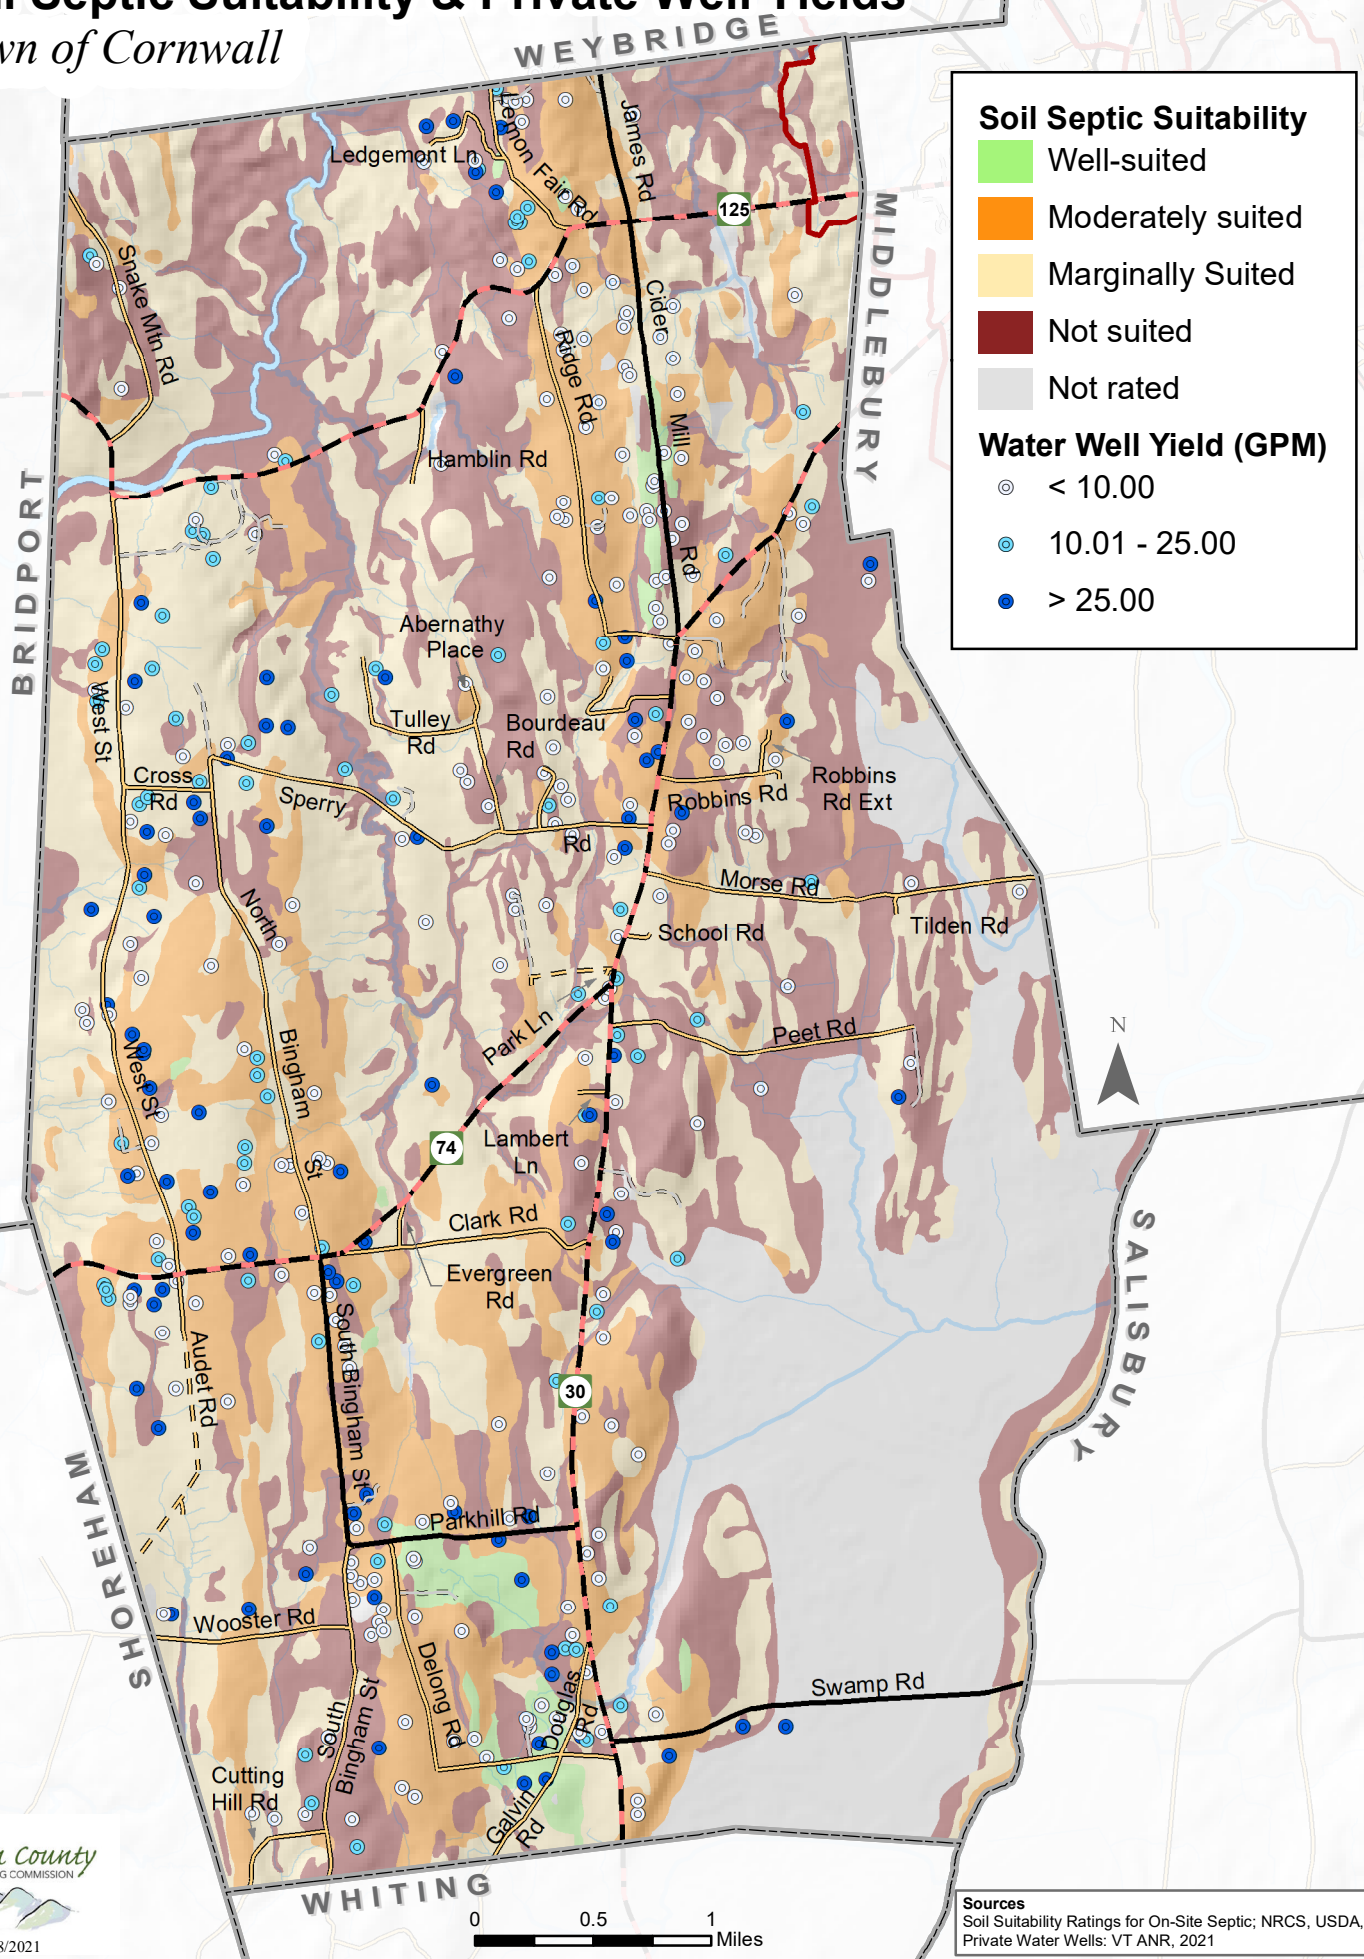 Septic Suitability & Private Well Yields
of Cornwall
WEYBRIDGE
Soil Septic Suitability
Well-suited
Moderately suited
Marginally Suited
Not suited
Not rated
Water Well Yield (GPM)
< 10.00
10.01 - 25.00
> 25.00
Ledgemont Ln
Lemon Fair Rd
James Rd
125
MIDDLEBURY
Snake Mtn Rd
Cider Mill Rd
Ridge Rd
Hamblin Rd
BRIDPORT
Abernathy
Place
West St
Tulley
Rd
Bourdeau
Rd
Cross
Rd
Sperry Rd
Robbins Rd
Robbins
Rd Ext
Morse Rd
Tilden Rd
North Bingham St
School Rd
Park Ln
Peet Rd
N
West St
74
Lambert
Ln
Clark Rd
Evergreen
Rd
SALISBURY
Audet Rd
South Bingham St
30
SHOREHAM
Parkhill Rd
Wooster Rd
Delong Rd
Douglas Rd
Swamp Rd
South
Bingham St
Cutting
Hill Rd
Galvin
Rd
WHITING
County
COMMISSION
/2021
0 0.5 1
Miles
Sources
Soil Suitability Ratings for On-Site Septic; NRCS, USDA,
Private Water Wells: VT ANR, 2021